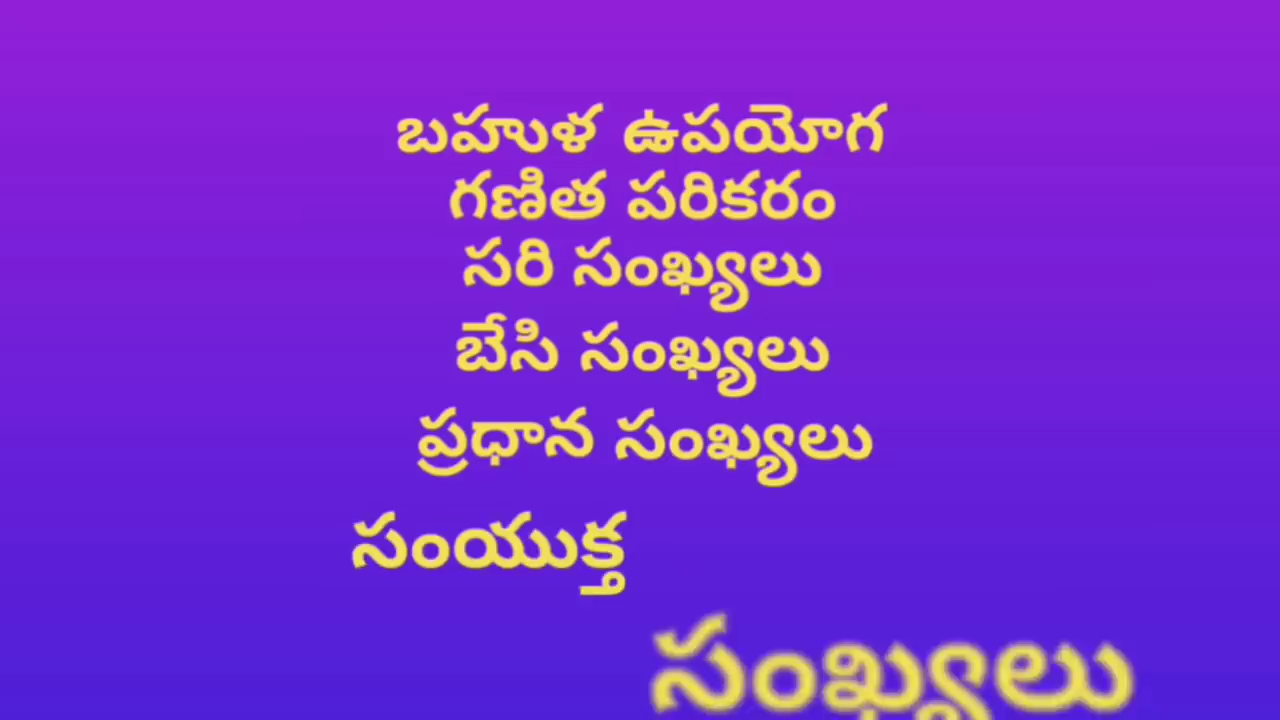 బహుళ ఉపయోగ
గణిత పరికరం
సరి సంఖ్యలు
బేసి సంఖ్యలు
ప్రధాన సంఖ్యలు
సంయుక్త
సంఖ్యలు